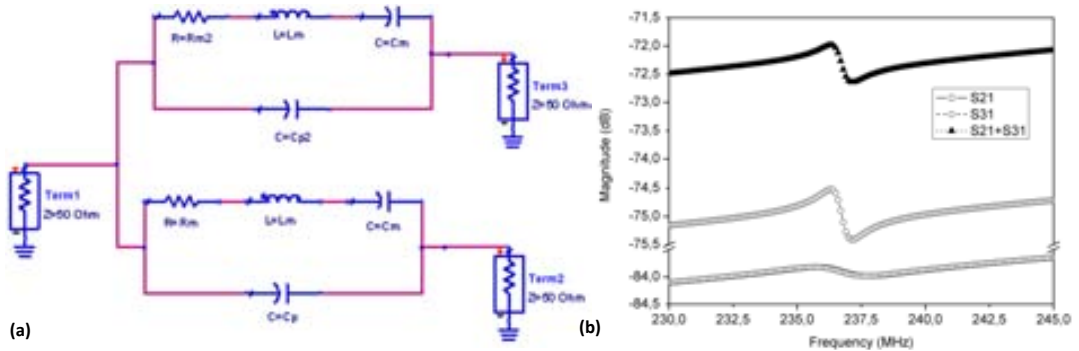 R=Rm2
L=Lm
C=Cm
C=Cp2
Term3
Z=50 Ohm
Term1
Z=50 Ohm
R=Rm
L=Lm
C=Cm
C=Cp
Term2
Z=50 Ohm
(a)
-71,5
-72,0
-72,5
-73,0
-73,5
-74,0
-74,5
-75,0
-75,5
-84,0
-84,5
Magnitude (dB)
S21
S31
S21+S31
230,0
232,5
235,0
237,5
240,0
242,5
245,0
Frequency (MHz)
(b)